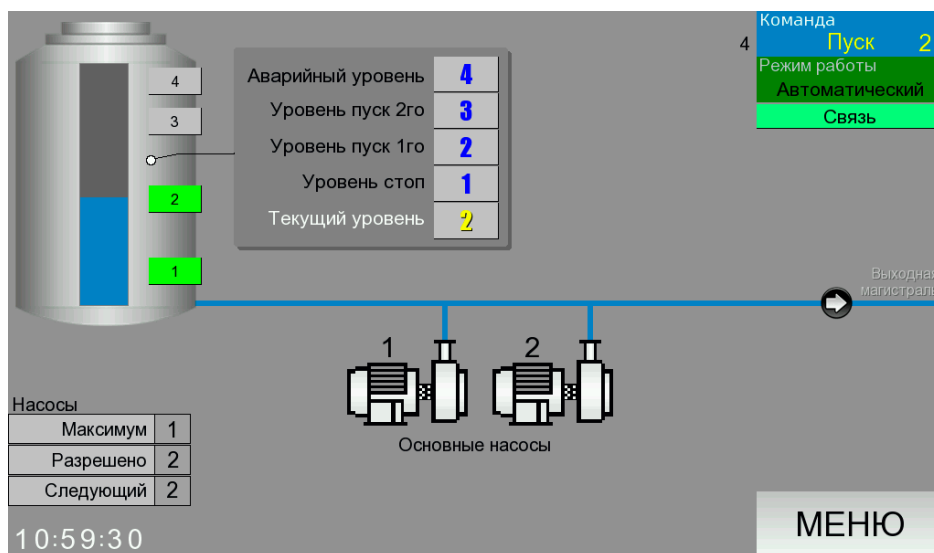 Команда
4
Пуск 2
Режим работы
Автоматический
Связь
4
3
2
1
Аварийный уровень 4
Уровень пуск 2го 3
Уровень пуск 1го 2
Уровень стоп 1
Текущий уровень 2
Выходная
магистраль
1 2
Основные насосы
Насосы
Максимум 1
Разрешено 2
Следующий 2
10:59:30
МЕНЮ